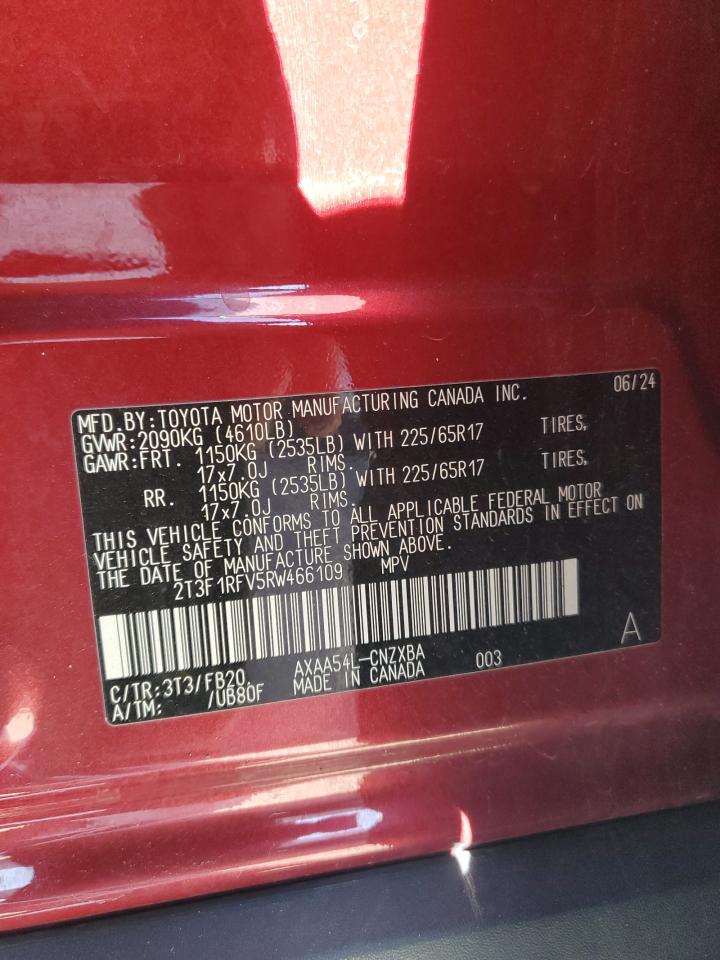 MFD.BY:TOYOTA MOTOR MANUFACTURING CANADA INC. 06/24
GVWR:2090KG (4610LB)
GAWR:FRT. 1150KG (2535LB) WITH 225/65R17 TIRES,
17x7.0J RIMS.
RR. 1150KG (2535LB) WITH 225/65R17 TIRES,
17x7.0J RIMS.
THIS VEHICLE CONFORMS TO ALL APPLICABLE FEDERAL MOTOR
VEHICLE SAFETY AND THEFT PREVENTION STANDARDS IN EFFECT ON
THE DATE OF MANUFACTURE SHOWN ABOVE.
2T3F1RFV5RW466109 MPV
C/TR:3T3/FB20, AXAA54L-CNZXBA 003 A
A/TM: /UB80F MADE IN CANADA